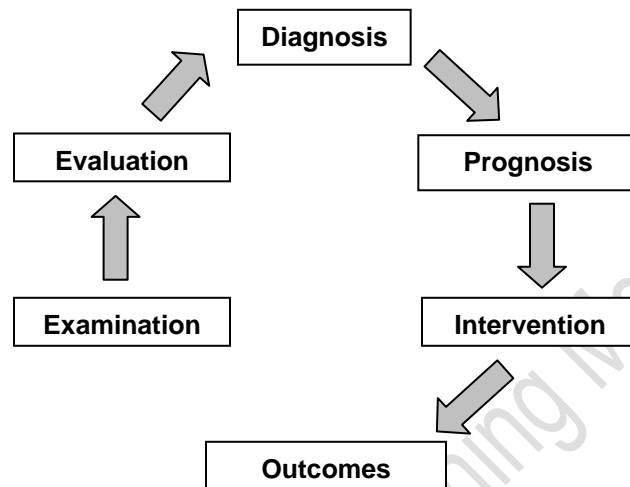 Diagnosis
Evaluation
Prognosis
Examination
Intervention
Outcomes